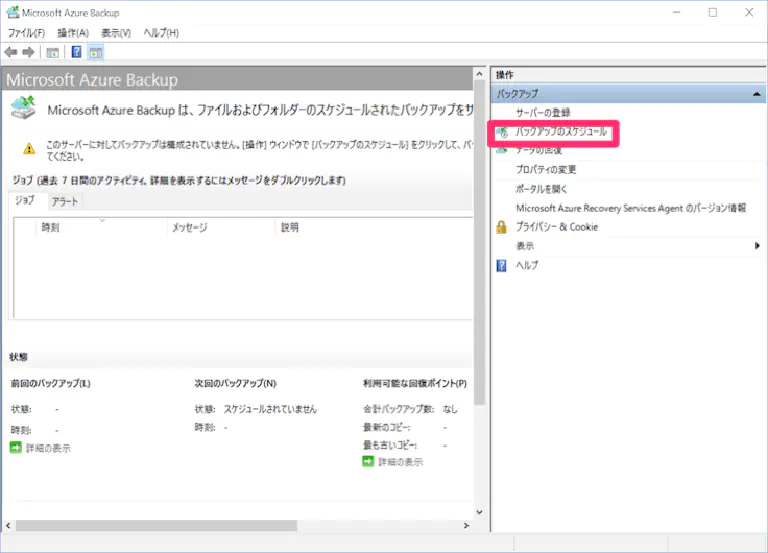 Microsoft Azure Backup
ファイル(F) 操作(A) 表示(V) ヘルプ(H)
Microsoft Azure Backup
Microsoft Azure Backup は、ファイルおよびフォルダーのスケジュールされたバックアップをサ
このサーバーに対してバックアップは構成されていません。[操作] ウィンドウで [バックアップのスケジュール] をクリックして、バ
てください。
ジョブ (過去 7 日間のアクティビティ。詳細を表示するにはメッセージをダブルクリックします)
ジョブ アラート
時刻 メッセージ 説明
状態
前回のバックアップ(L)
状態: -
時刻: -
詳細の表示
次回のバックアップ(N)
状態: スケジュールされていません
時刻: -
利用可能な回復ポイント(P)
合計バックアップ数: なし
最新のコピー: -
最も古いコピー: -
詳細の表示
操作
バックアップ
サーバーの登録
バックアップのスケジュール
データの回復
プロパティの変更
ポータルを開く
Microsoft Azure Recovery Services Agent のバージョン情報
プライバシー & Cookie
表示
ヘルプ